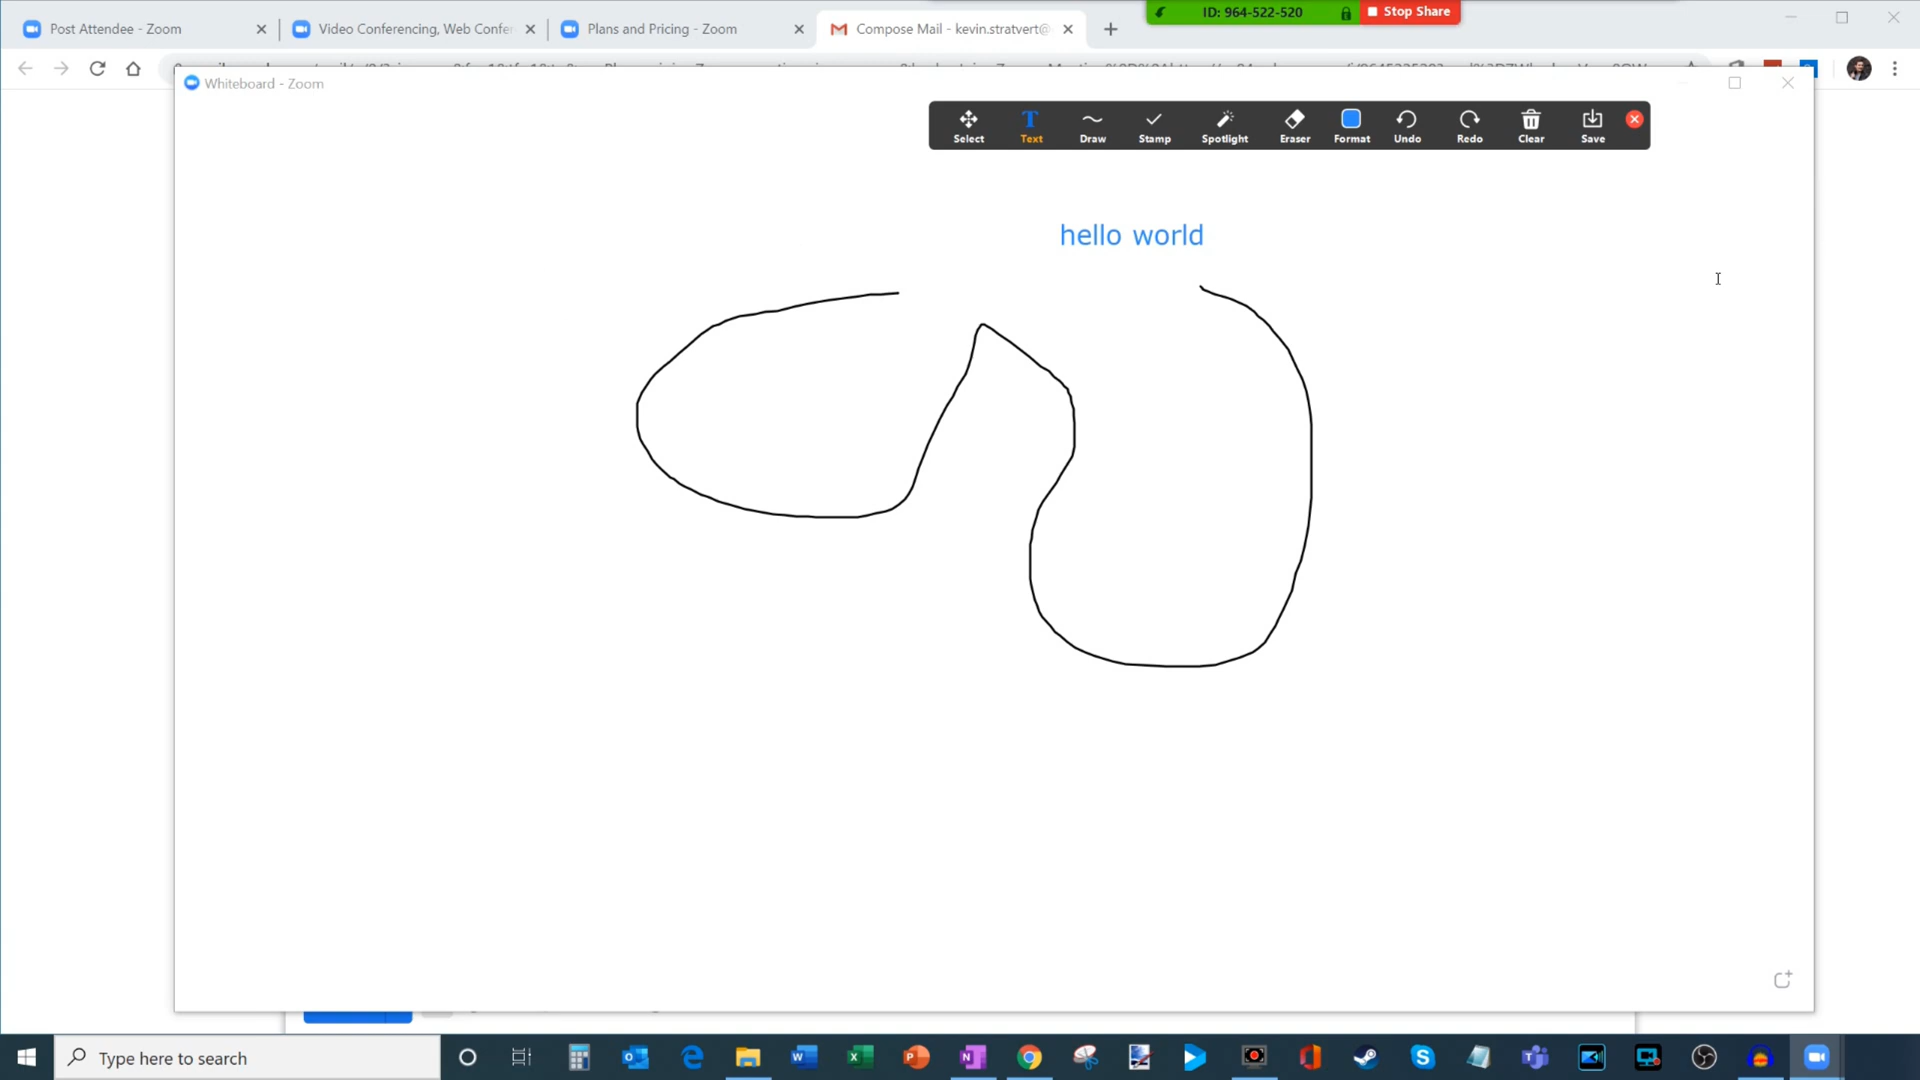 Post Attendee - Zoom
Video Conferencing, Web Confer
Plans and Pricing - Zoom
Compose Mail - kevin.stratvert@
ID: 964-522-520
Stop Share
Whiteboard - Zoom
Select
Text
Draw
Stamp
Spotlight
Eraser
Format
Undo
Redo
Clear
Save
hello world
Type here to search